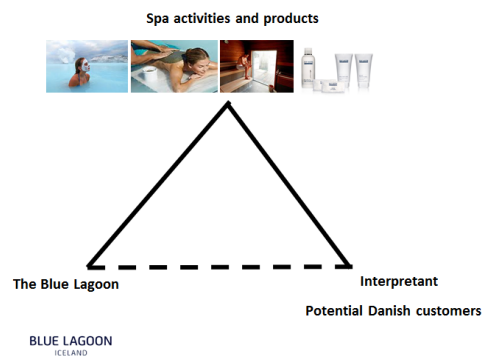 Spa activities and products
The Blue Lagoon
Interpretant
Potential Danish customers
BLUE LAGOON
ICELAND